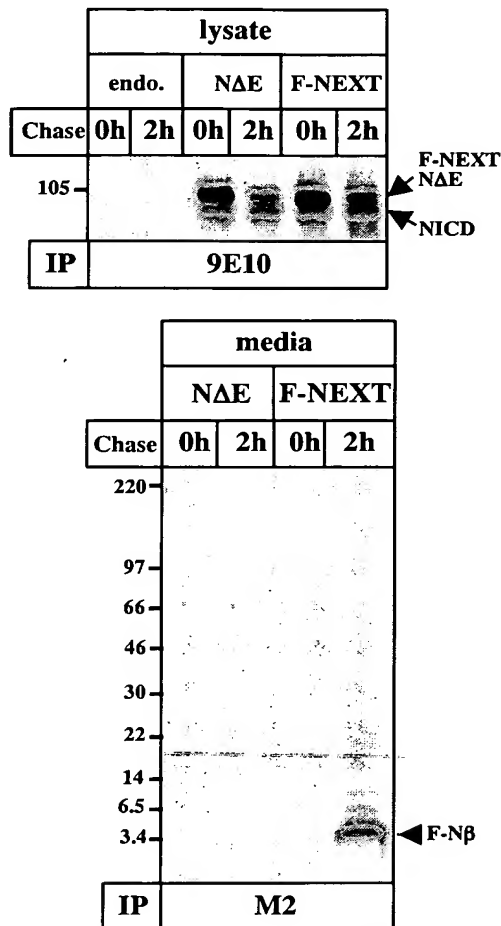 lysate
endo. NΔE F-NEXT
Chase 0h 2h 0h 2h 0h 2h
F-NEXT
105 NΔE
NICD
IP 9E10
media
NΔE F-NEXT
Chase 0h 2h 0h 2h
220
97
66
46
30
22
14
6.5
3.4 F-Nβ
IP M2